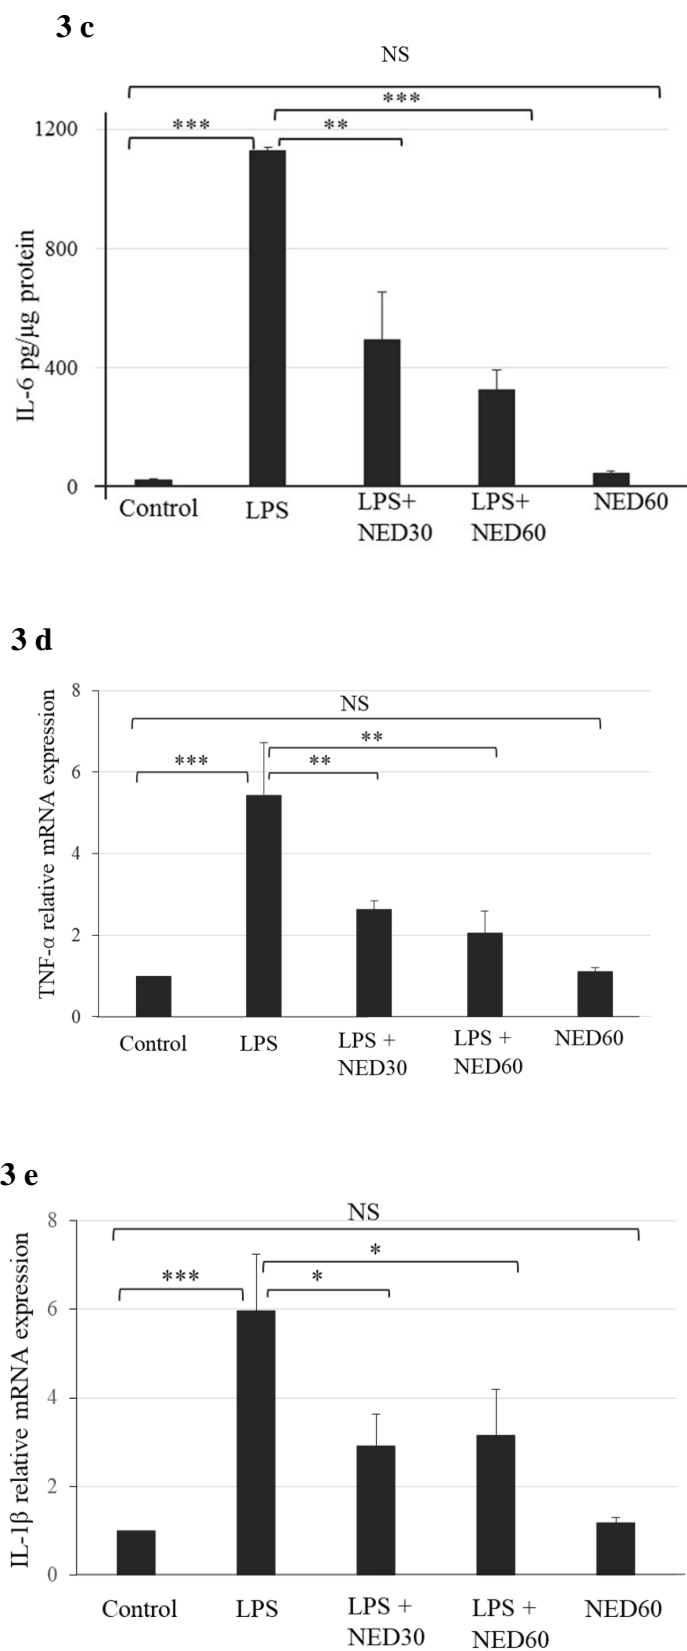 3 c
NS
***
1200
***
**
800
400
0
IL-6 pg/μg protein
Control
LPS
LPS+
NED30
LPS+
NED60
NED60
3 d
8
NS
**
***
**
6
4
2
0
TNF-α relative mRNA expression
Control
LPS
LPS +
NED30
LPS +
NED60
NED60
3 e
8
NS
*
***
*
6
4
2
0
IL-1β relative mRNA expression
Control
LPS
LPS +
NED30
LPS +
NED60
NED60